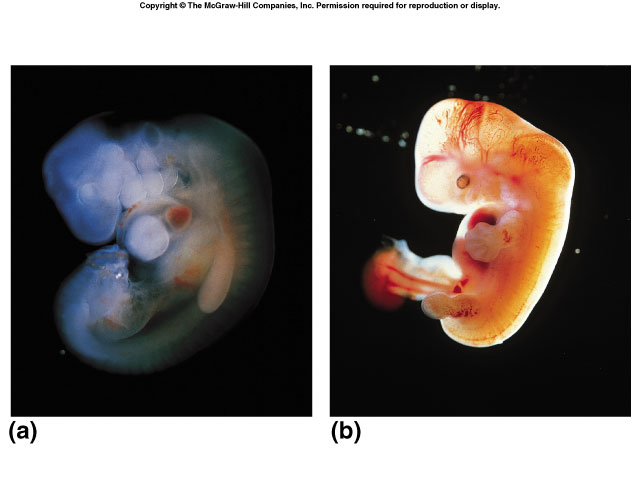 Copyright © The McGraw-Hill Companies, Inc. Permission required for reproduction or display.
(a)
(b)